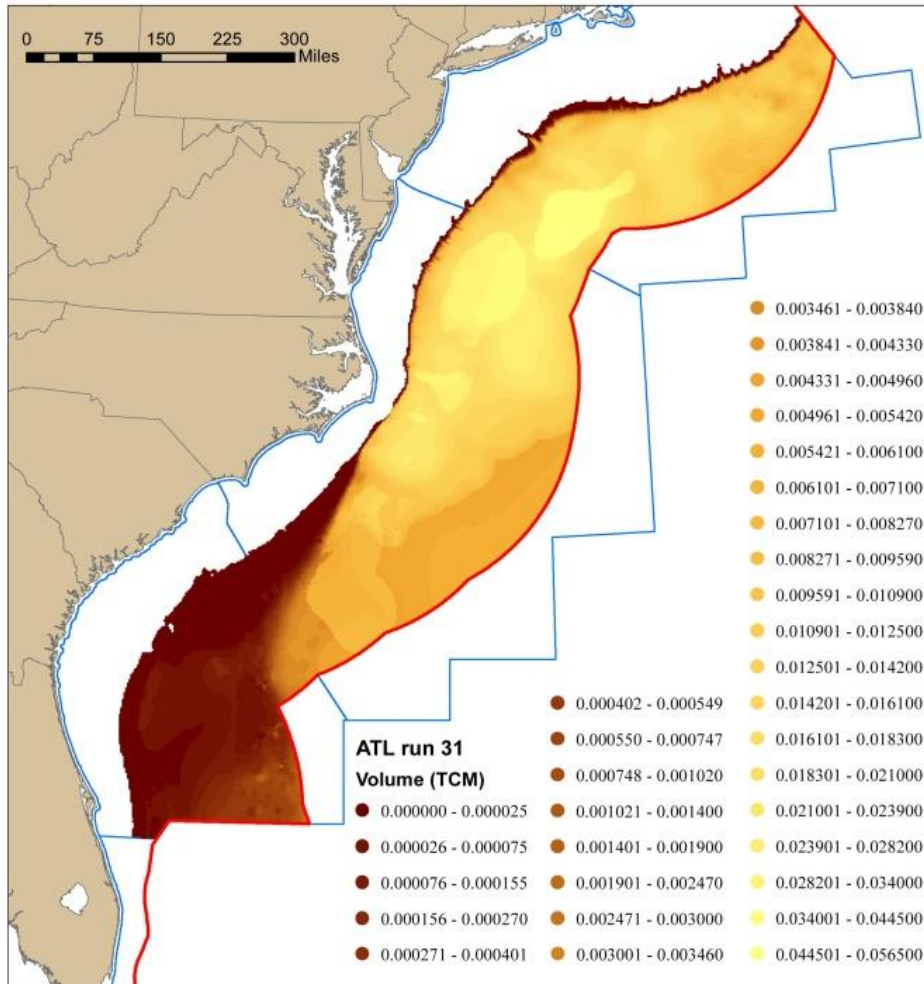 0 75 150 225 300
Miles
ATL run 31
Volume (TCM)
0.000000 - 0.000025
0.000026 - 0.000075
0.000076 - 0.000155
0.000156 - 0.000270
0.000271 - 0.000401
0.000402 - 0.000549
0.000550 - 0.000747
0.000748 - 0.001020
0.001021 - 0.001400
0.001401 - 0.001900
0.001901 - 0.002470
0.002471 - 0.003000
0.003001 - 0.003460
0.003461 - 0.003840
0.003841 - 0.004330
0.004331 - 0.004960
0.004961 - 0.005420
0.005421 - 0.006100
0.006101 - 0.007100
0.007101 - 0.008270
0.008271 - 0.009590
0.009591 - 0.010900
0.010901 - 0.012500
0.012501 - 0.014200
0.014201 - 0.016100
0.016101 - 0.018300
0.018301 - 0.021000
0.021001 - 0.023900
0.023901 - 0.028200
0.028201 - 0.034000
0.034001 - 0.044500
0.044501 - 0.056500